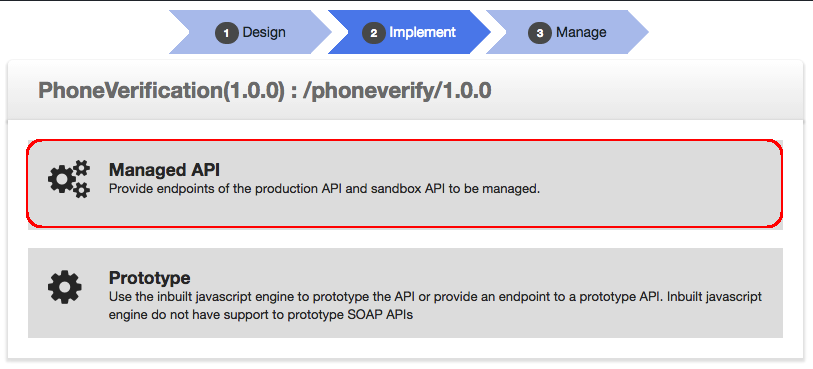 1 Design 2 Implement 3 Manage
PhoneVerification(1.0.0) : /phoneverify/1.0.0
Managed API
Provide endpoints of the production API and sandbox API to be managed.
Prototype
Use the inbuilt javascript engine to prototype the API or provide an endpoint to a prototype API. Inbuilt javascript
engine do not have support to prototype SOAP APIs